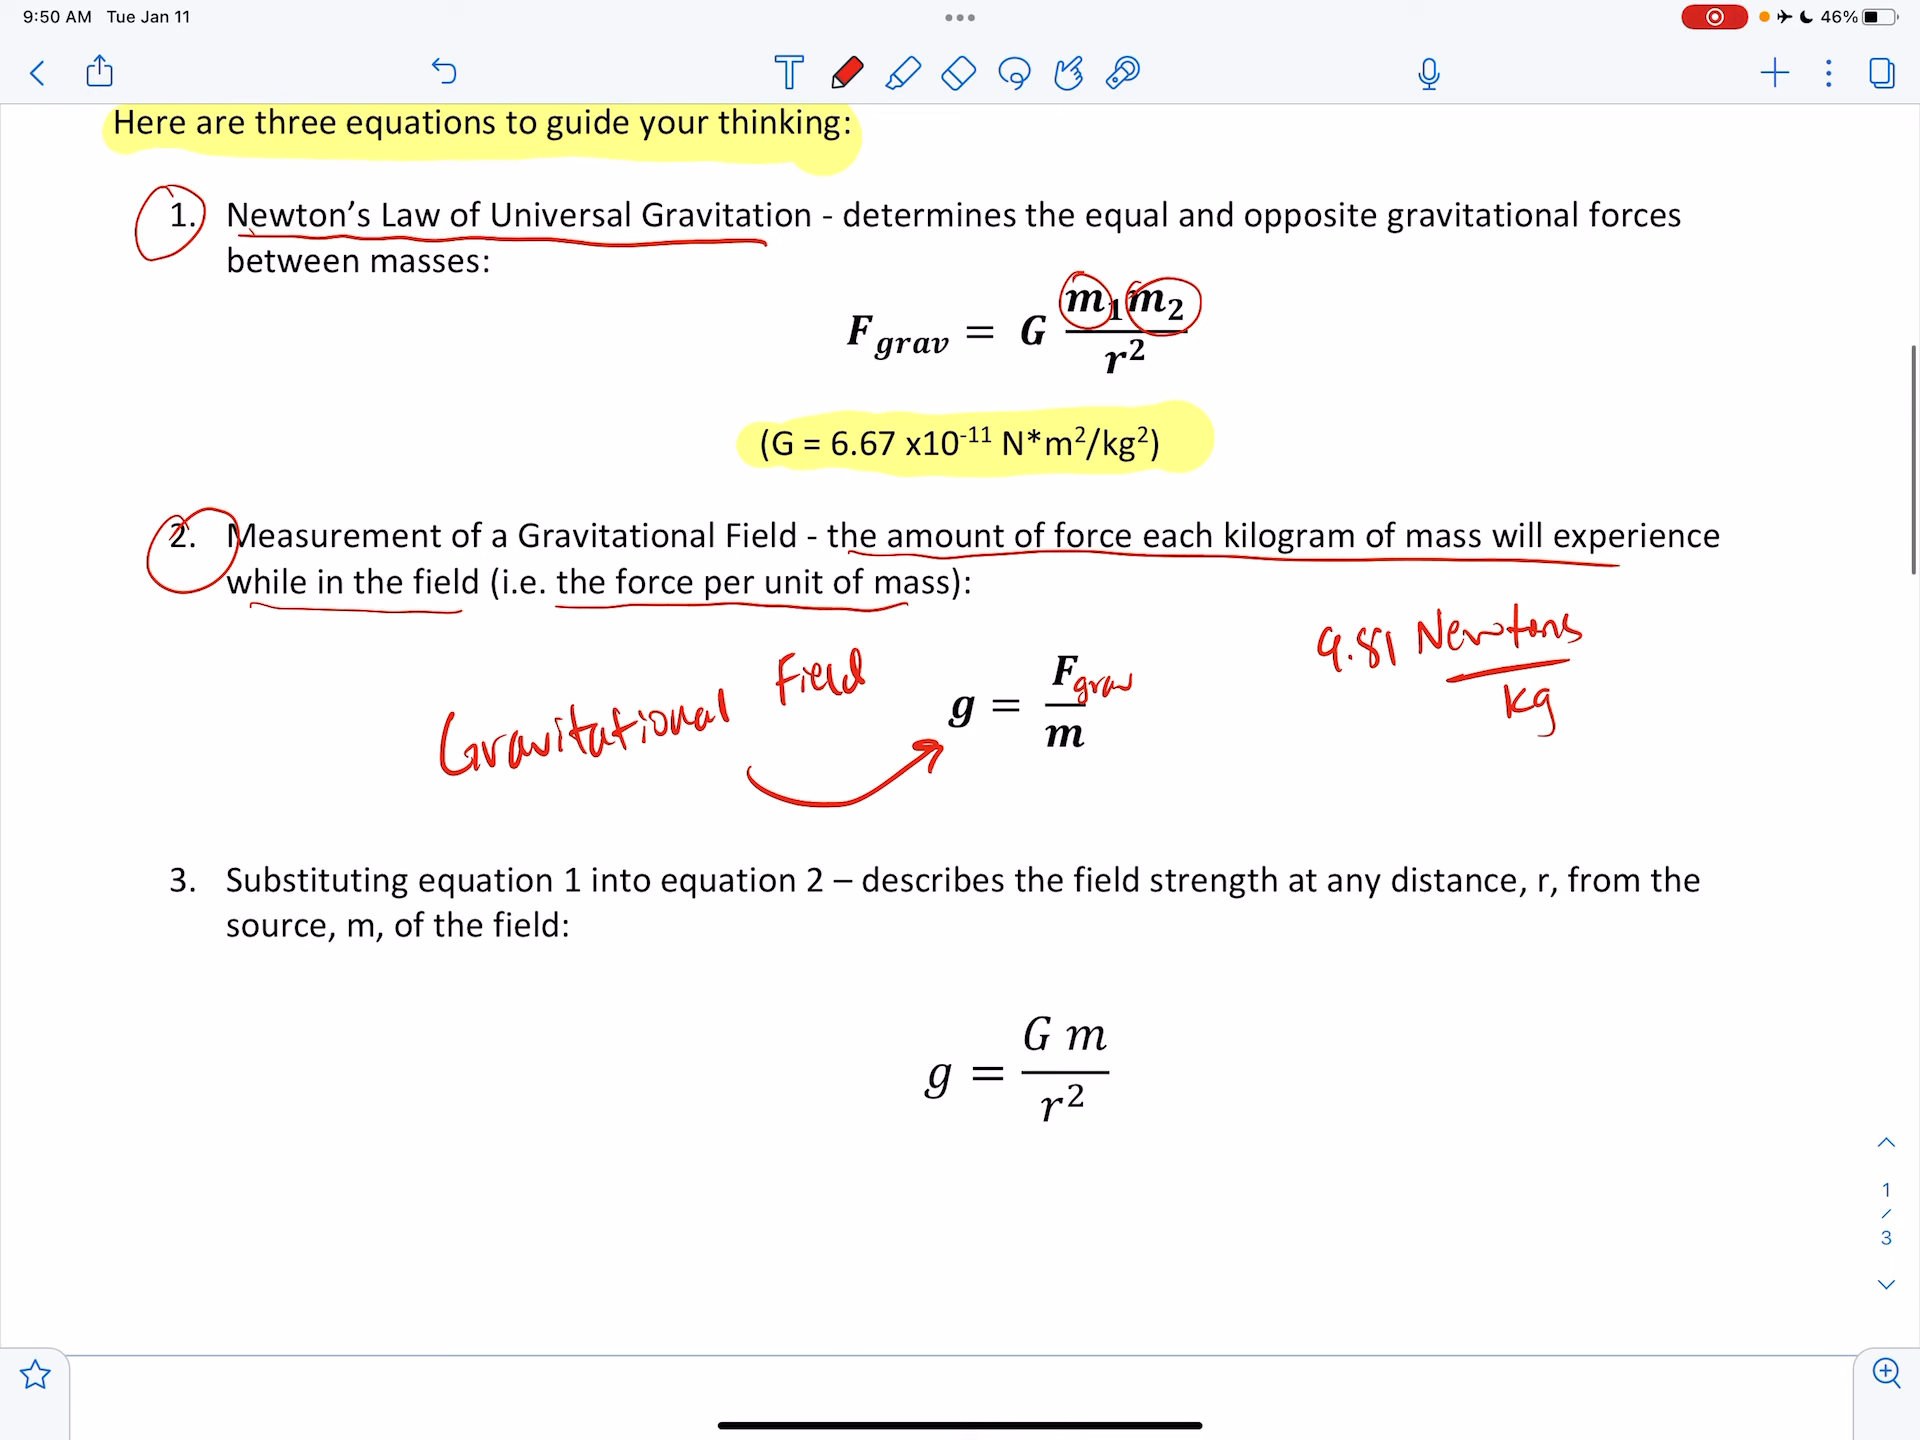 9:50 AM Tue Jan 11
46%
Here are three equations to guide your thinking:
1. Newton's Law of Universal Gravitation - determines the equal and opposite gravitational forces
between masses:
F_grav = G m₁m₂ / r²
(G = 6.67 x10⁻¹¹ N*m²/kg²)
2. Measurement of a Gravitational Field - the amount of force each kilogram of mass will experience
while in the field (i.e. the force per unit of mass):
9.81 Newtons / kg
Gravitational Field
g = F_grav / m
3. Substituting equation 1 into equation 2 – describes the field strength at any distance, r, from the
source, m, of the field:
g = G m / r²
1
/
3